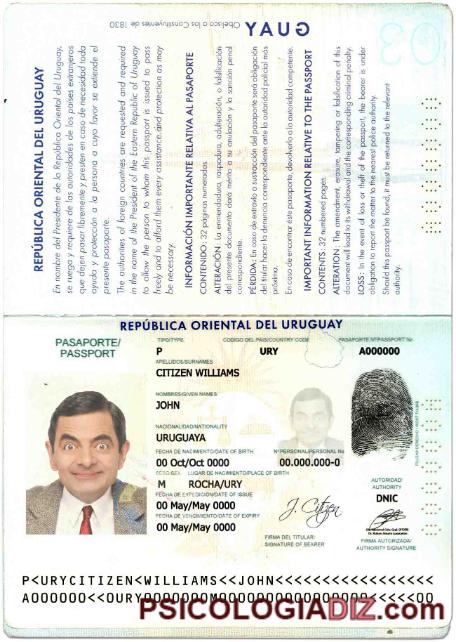 Obelisco a los Constituyentes de 1830
GUAY
REPÚBLICA ORIENTAL DEL URUGUAY
En nombre del Presidente de la República Oriental del Uruguay,
se ruega y requiere de las autoridades de los países extranjeros
que dejen pasar libremente y presten en caso de necesidad toda
ayuda y protección a la persona a cuyo favor se extiende el
presente pasaporte.
The authorities of foreign countries are requested and required
in the name of the President of the Eastern Republic of Uruguay
to allow the person to whom this passport is issued to pass
freely and to afford them every assistance and protection as may
be necessary.
INFORMACIÓN IMPORTANTE RELATIVA AL PASAPORTE
CONTENIDO: 32 páginas numeradas.
ALTERACIÓN: La enmendadura, raspadura, adulteración, o falsificación
del presente documento dará mérito a su anulación y la sanción penal
correspondiente.
PÉRDIDA: En caso de extravío o sustracción del pasaporte será obligación
del titular hacer la denuncia correspondiente ante la autoridad policial más
próxima.
En caso de encontrar éste pasaporte, devolverlo a la autoridad competente.
IMPORTANT INFORMATION RELATIVE TO THE PASSPORT
CONTENTS: 32 numbered pages.
ALTERATION: The amendment, erasure, tampering or falsification of this
document will lead to its withdrawal and the corresponding criminal penalty.
LOSS: In the event of loss or theft of the passport, the bearer is under
obligation to report the matter to the nearest police authority.
Should this passport be found, it must be returned to the relevant
authority.
REPÚBLICA ORIENTAL DEL URUGUAY
PASAPORTE/
PASSPORT
TIPO/TYPE
CÓDIGO DEL PAÍS/COUNTRY CODE
PASAPORTE Nº/PASSPORT No
P
URY
A000000
APELLIDOS/SURNAMES
CITIZEN WILLIAMS
NOMBRES/GIVEN NAMES
JOHN
NACIONALIDAD/NATIONALITY
URUGUAYA
FECHA DE NACIMIENTO/DATE OF BIRTH
Nº PERSONAL/PERSONAL No
00 Oct/Oct 0000
00.000.000-0
SEXO/SEX
LUGAR DE NACIMIENTO/PLACE OF BIRTH
M
ROCHA/URY
FECHA DE EXPEDICIÓN/DATE OF ISSUE
00 May/May 0000
FECHA DE VENCIMIENTO/DATE OF EXPIRY
00 May/May 0000
J. Citizen
FIRMA DEL TITULAR/
SIGNATURE OF BEARER
AUTORIDAD/
AUTHORITY
DNIC
FIRMA AUTORIZADA/
AUTHORITY SIGNATURE
P<URYCITIZEN<WILLIAMS<<JOHN<<<<<<<<<<<<<<<<<
PSICOLOGIADIZ.COM